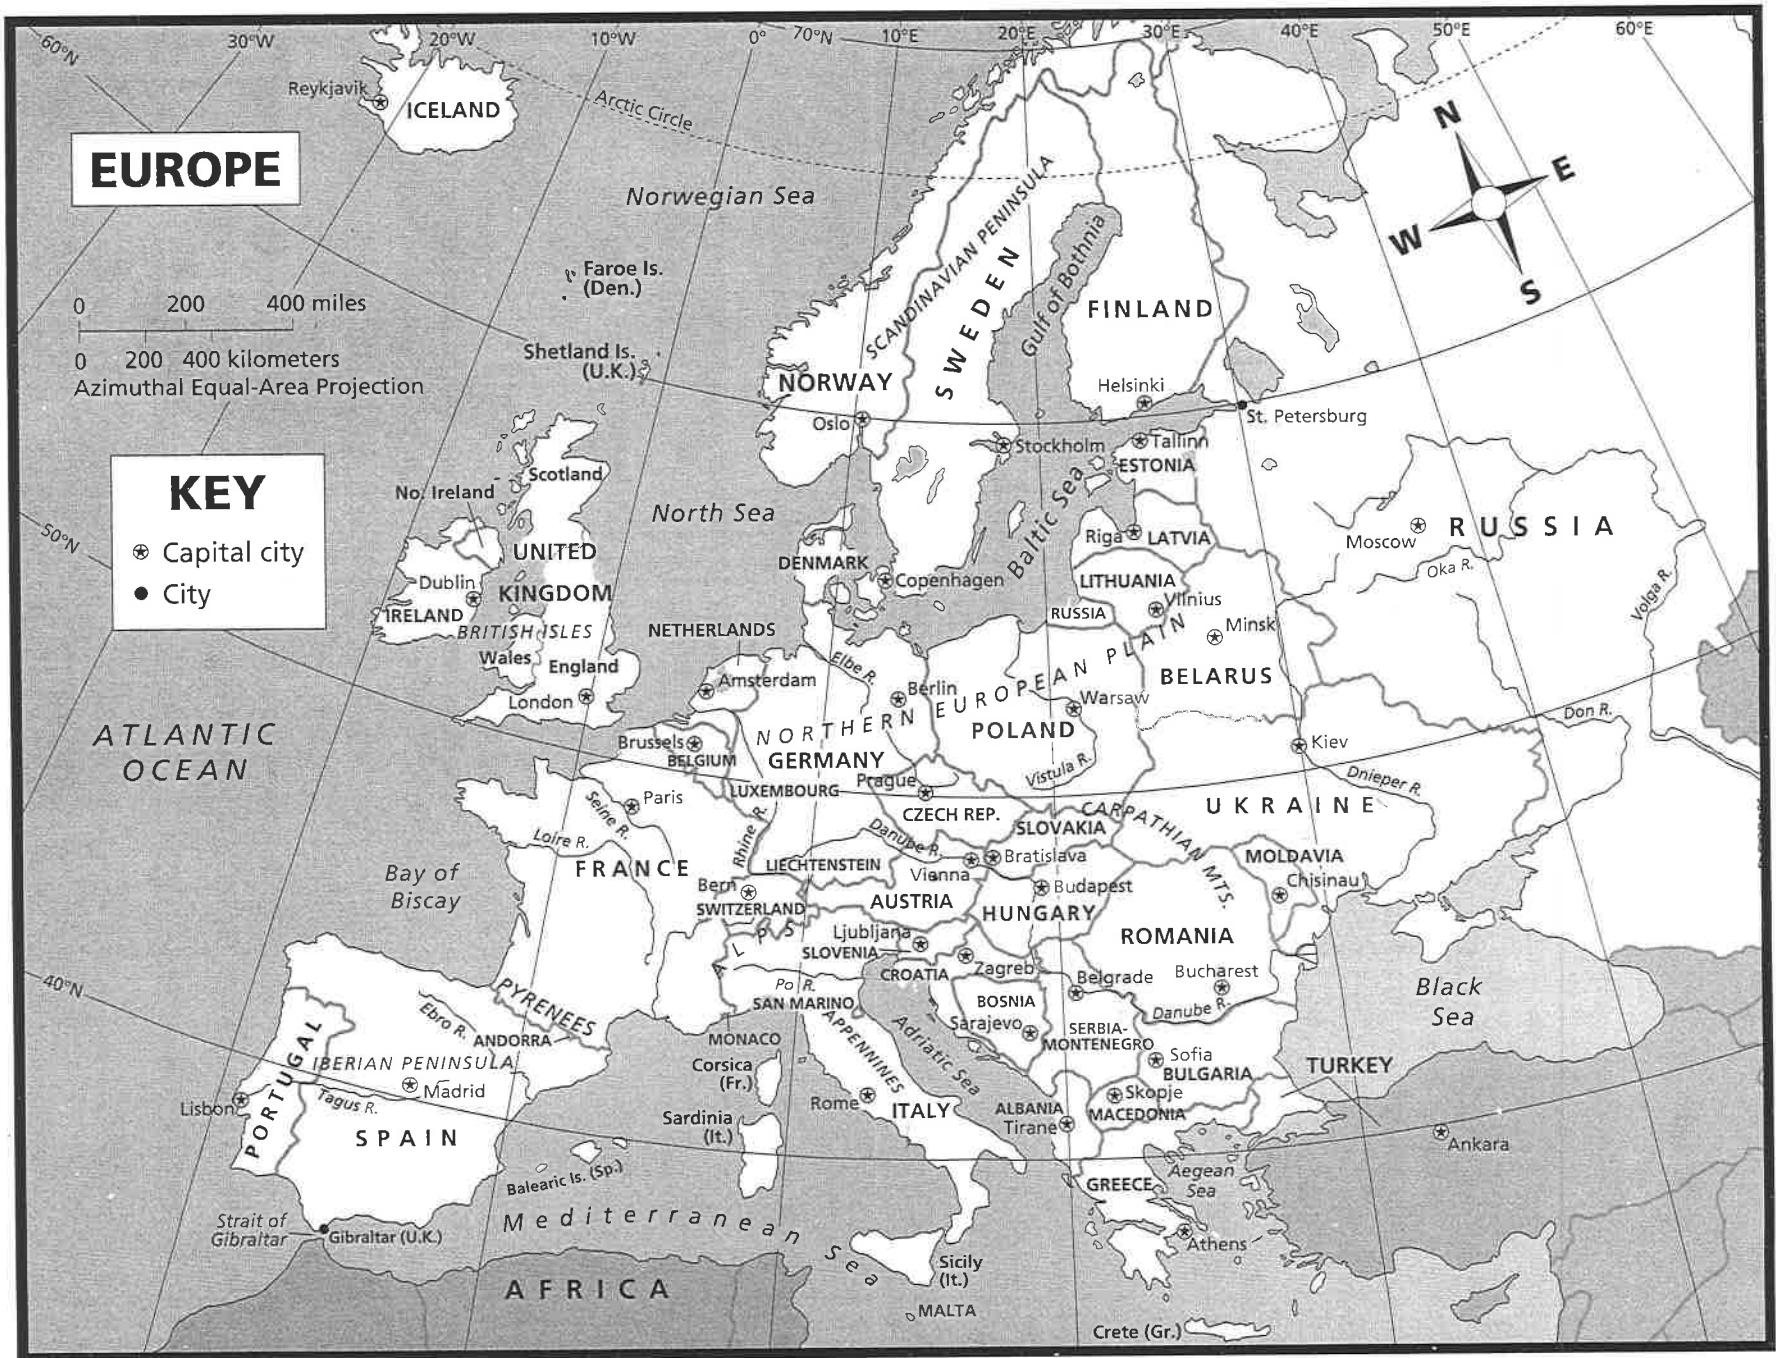 60°N
30°W
20°W
10°W
0°
70°N
10°E
20°E
30°E
40°E
50°E
60°E
Reykjavik
ICELAND
Arctic Circle
EUROPE
Norwegian Sea
N
E
W
S
Faroe Is.
(Den.)
0 200 400 miles
0 200 400 kilometers
Azimuthal Equal-Area Projection
Shetland Is.
(U.K.)
SCANDINAVIAN PENINSULA
NORWAY
Oslo
SWEDEN
Gulf of Bothnia
FINLAND
Helsinki
St. Petersburg
Stockholm
Tallinn
ESTONIA
KEY
Capital city
City
50°N
Scotland
No. Ireland
North Sea
UNITED
KINGDOM
Dublin
IRELAND
BRITISH ISLES
Wales
England
London
DENMARK
Copenhagen
Baltic Sea
Riga
LATVIA
LITHUANIA
Vilnius
RUSSIA
Minsk
BELARUS
Moscow
RUSSIA
Oka R.
Volga R.
Don R.
NETHERLANDS
Amsterdam
Elbe R.
Berlin
NORTHERN EUROPEAN PLAIN
Warsaw
POLAND
Vistula R.
ATLANTIC
OCEAN
Brussels
BELGIUM
GERMANY
LUXEMBOURG
Prague
CZECH REP.
Kiev
Dnieper R.
UKRAINE
Paris
Seine R.
Loire R.
Rhine R.
Danube R.
SLOVAKIA
CARPATHIAN MTS.
Bratislava
Vienna
MOLDAVIA
Chisinau
FRANCE
LIECHTENSTEIN
Bern
SWITZERLAND
AUSTRIA
Budapest
HUNGARY
Bay of
Biscay
ALPS
Ljubljana
SLOVENIA
CROATIA
Zagreb
ROMANIA
Belgrade
Bucharest
Danube R.
Black
Sea
40°N
PYRENEES
Ebro R.
ANDORRA
Po R.
SAN MARINO
BOSNIA
Sarajevo
SERBIA-
MONTENEGRO
Sofia
BULGARIA
TURKEY
MONACO
APPENNINES
Adriatic Sea
PORTUGAL
IBERIAN PENINSULA
Madrid
Lisbon
Tagus R.
SPAIN
Corsica
(Fr.)
Sardinia
(It.)
Rome
ITALY
ALBANIA
Tirane
Skopje
MACEDONIA
Ankara
Balearic Is. (Sp.)
GREECE
Aegean
Sea
Athens
Strait of
Gibraltar
Gibraltar (U.K.)
Mediterranean Sea
Sicily
(It.)
AFRICA
MALTA
Crete (Gr.)